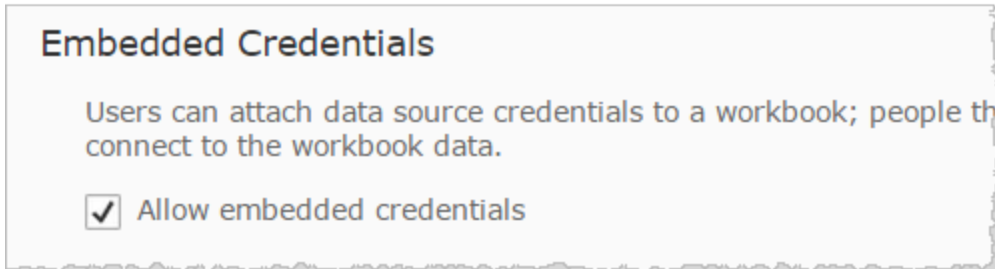 Embedded Credentials
Users can attach data source credentials to a workbook; people
connect to the workbook data.
Allow embedded credentials